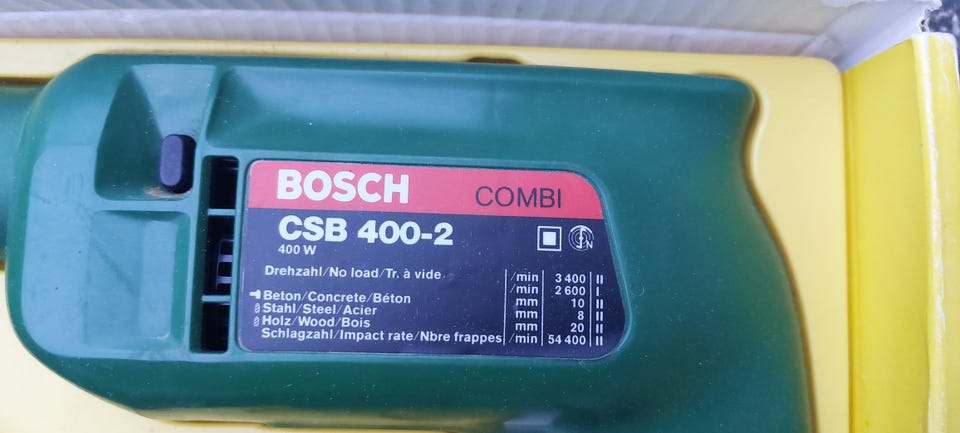 BOSCH COMBI
CSB 400-2
400 W
Drehzahl/No load/Tr. à vide /min 3 400 II
/min 2 600 I
Beton/Concrete/Béton mm 10 II
Stahl/Steel/Acier mm 8 II
Holz/Wood/Bois mm 20 II
Schlagzahl/Impact rate/Nbre frappes /min 54 400 II